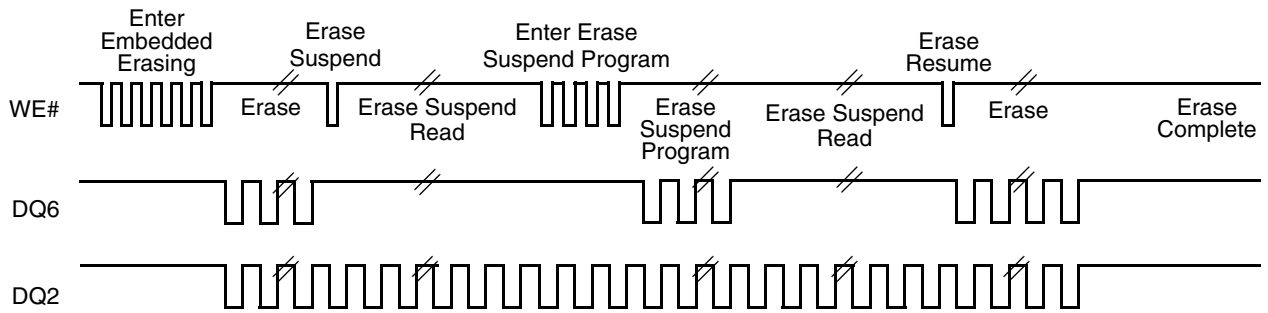 Enter
Embedded
Erasing
Erase
Suspend
Enter Erase
Suspend Program
Erase
Resume
WE#
Erase
Erase Suspend
Read
Erase
Suspend
Program
Erase Suspend
Read
Erase
Erase
Complete
DQ6
DQ2